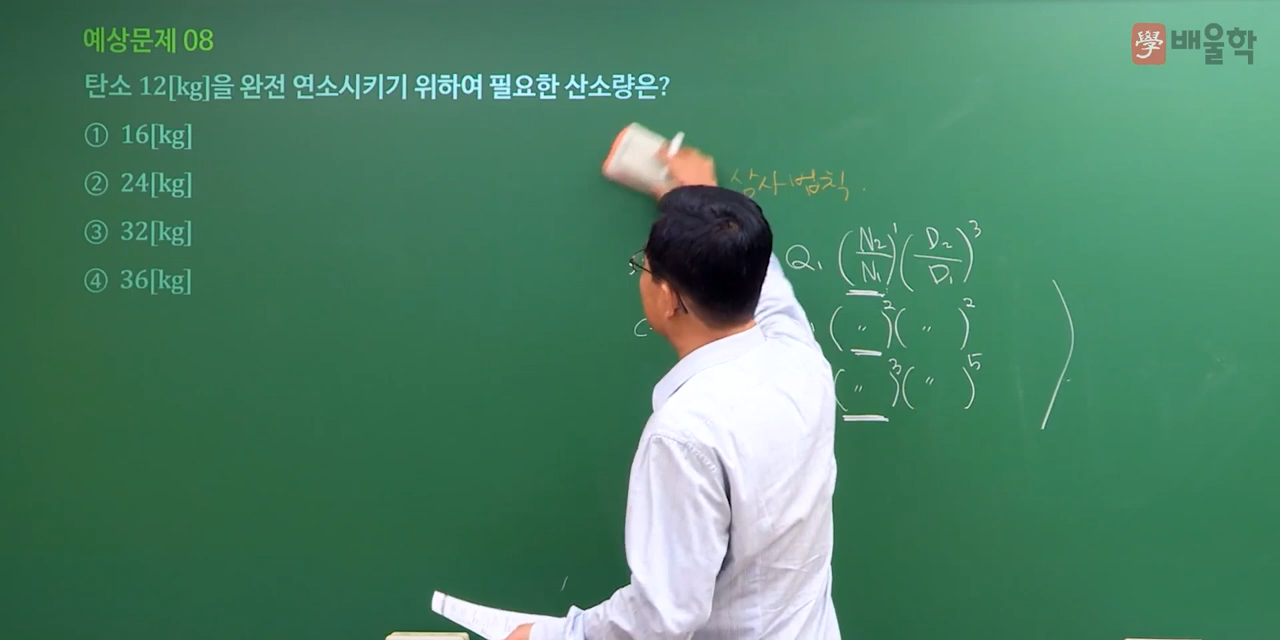 예상문제 08
學 배울학
탄소 12[kg]을 완전 연소시키기 위하여 필요한 산소량은?
① 16[kg]
② 24[kg]
③ 32[kg]
④ 36[kg]
상사법칙.
Q₁ (N₂/N₁)¹ (D₂/D₁)³
( 〃 )² ( 〃 )²
( 〃 )³ ( 〃 )⁵